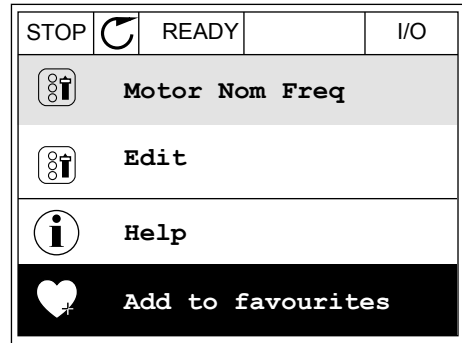 STOP READY I/O
Motor Nom Freq
Edit
Help
Add to favourites